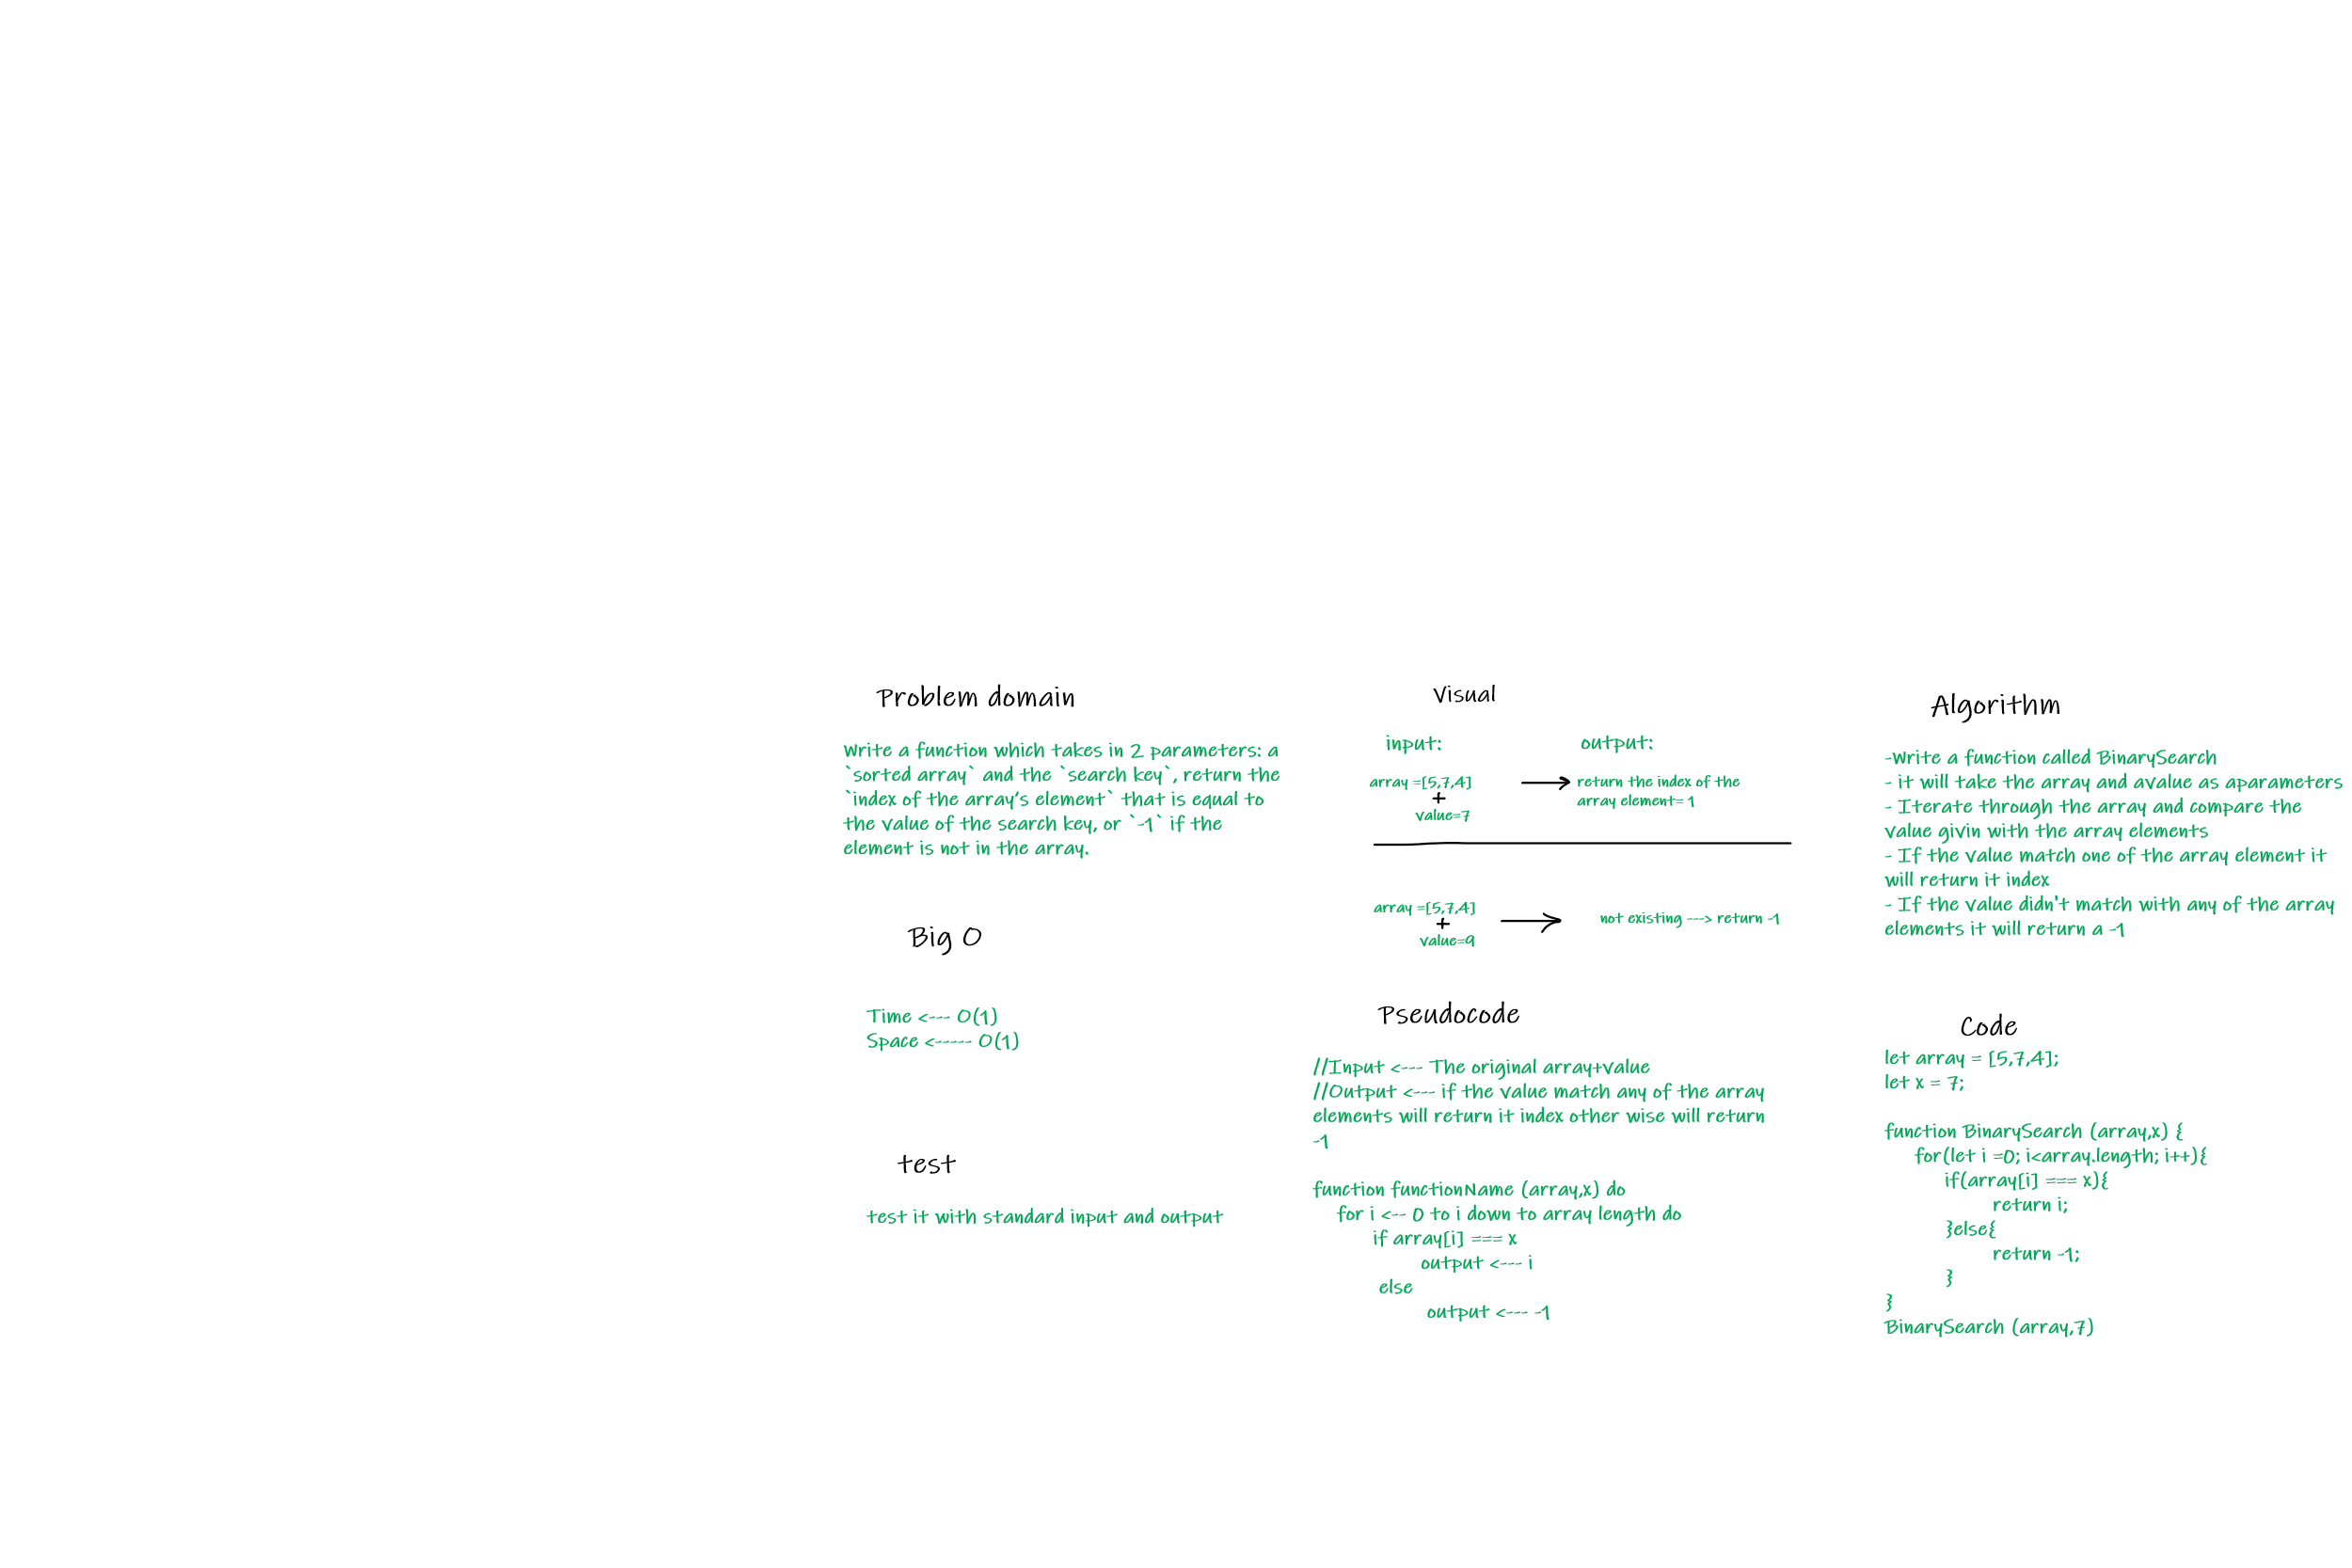 Problem domain
Write a function which takes in 2 parameters: a
`sorted array` and the `search key`, return the
`index of the array's element` that is equal to
the value of the search key, or `-1` if the
element is not in the array.
Big O
Time <--- O(1)
Space <----- O(1)
test
test it with standard input and output
Visual
input:
output:
array =[5,7,4]
+
value=7
return the index of the
array element= 1
array =[5,7,4]
+
value=9
not existing ---> return -1
Pseudocode
//Input <--- The original array+value
//Output <--- if the value match any of the array
elements will return it index other wise will return
-1
function functionName (array,x) do
for i <-- 0 to i down to array length do
if array[i] === x
output <--- i
else
output <--- -1
Algorithm
-Write a function called BinarySearch
- it will take the array and avalue as aparameters
- Iterate through the array and compare the
value givin with the array elements
- If the value match one of the array element it
will return it index
- If the value didn't match with any of the array
elements it will return a -1
Code
let array = [5,7,4];
let x = 7;
function BinarySearch (array,x) {
for(let i =0; i<array.length; i++){
if(array[i] === x){
return i;
}else{
return -1;
}
}
BinarySearch (array,7)